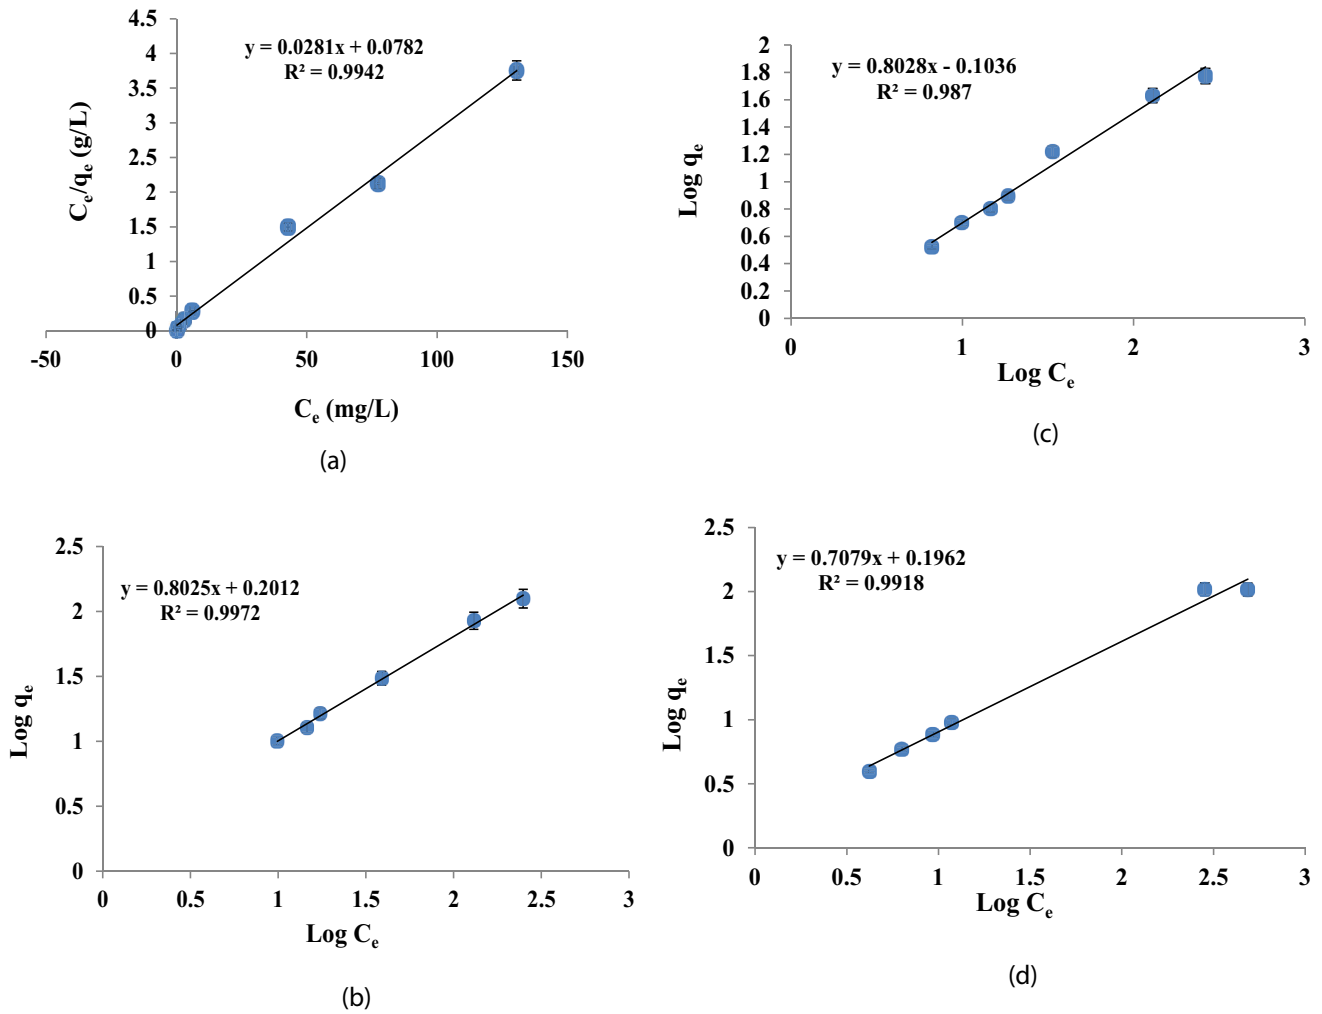 4.5
4
3.5
3
2.5
2
1.5
1
0.5
0
y = 0.0281x + 0.0782
R² = 0.9942
Cₑ/qₑ (g/L)
-50 0 50 100 150
Cₑ (mg/L)
(a)
2
1.8
1.6
1.4
1.2
1
0.8
0.6
0.4
0.2
0
y = 0.8028x - 0.1036
R² = 0.987
Log qₑ
0 1 2 3
Log Cₑ
(c)
2.5
2
1.5
1
0.5
0
y = 0.8025x + 0.2012
R² = 0.9972
Log qₑ
0 0.5 1 1.5 2 2.5 3
Log Cₑ
(b)
2.5
2
1.5
1
0.5
0
y = 0.7079x + 0.1962
R² = 0.9918
Log qₑ
0 0.5 1 1.5 2 2.5 3
Log Cₑ
(d)